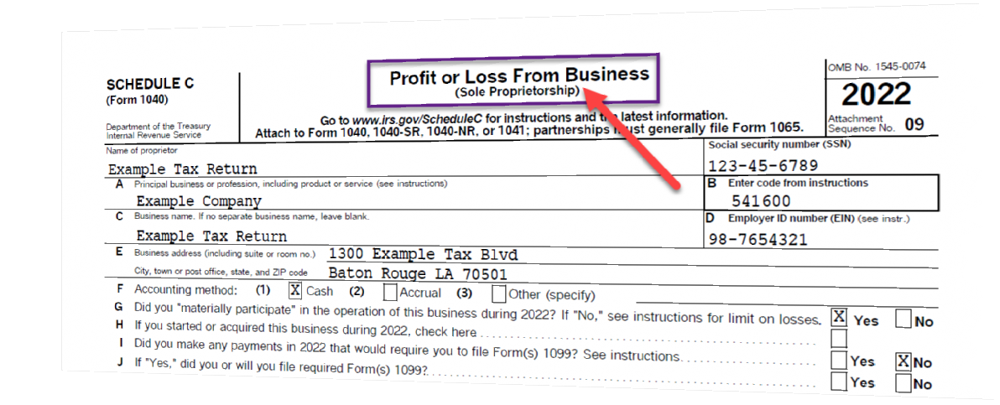 SCHEDULE C
(Form 1040)
Department of the Treasury
Internal Revenue Service
Profit or Loss From Business
(Sole Proprietorship)
Go to www.irs.gov/ScheduleC for instructions and the latest information.
Attach to Form 1040, 1040-SR, 1040-NR, or 1041; partnerships must generally file Form 1065.
OMB No. 1545-0074
2022
Attachment
Sequence No. 09
Name of proprietor
Example Tax Return
Social security number (SSN)
123-45-6789
A Principal business or profession, including product or service (see instructions)
Example Company
B Enter code from instructions
541600
C Business name. If no separate business name, leave blank.
Example Tax Return
D Employer ID number (EIN) (see instr.)
98-7654321
E Business address (including suite or room no.) 1300 Example Tax Blvd
City, town or post office, state, and ZIP code Baton Rouge LA 70501
F Accounting method: (1) X Cash (2) Accrual (3) Other (specify)
G Did you "materially participate" in the operation of this business during 2022? If "No," see instructions for limit on losses. X Yes No
H If you started or acquired this business during 2022, check here
I Did you make any payments in 2022 that would require you to file Form(s) 1099? See instructions Yes X No
J If "Yes," did you or will you file required Form(s) 1099? Yes No